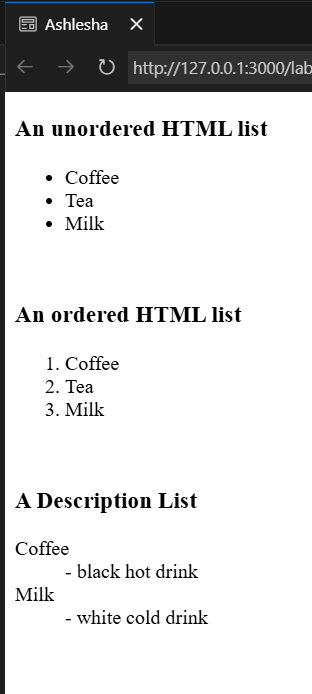 Ashlesha
http://127.0.0.1:3000/lab
An unordered HTML list
• Coffee
• Tea
• Milk
An ordered HTML list
1. Coffee
2. Tea
3. Milk
A Description List
Coffee
- black hot drink
Milk
- white cold drink